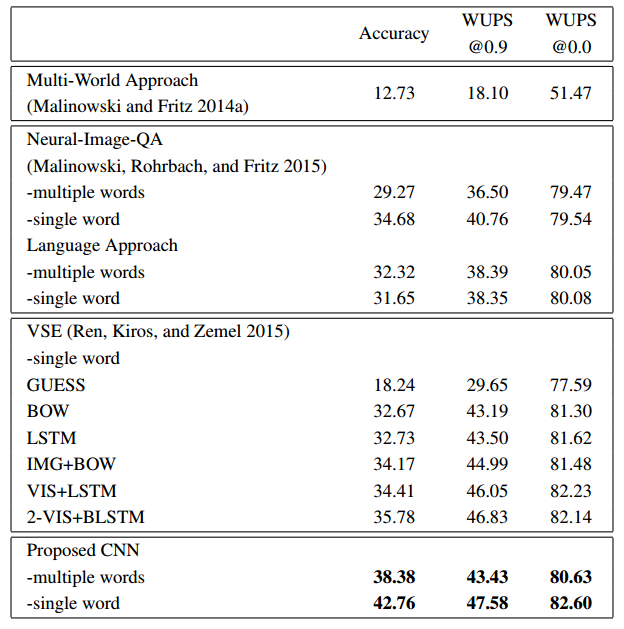 Accuracy WUPS @0.9 WUPS @0.0
Multi-World Approach
(Malinowski and Fritz 2014a) 12.73 18.10 51.47
Neural-Image-QA
(Malinowski, Rohrbach, and Fritz 2015)
-multiple words 29.27 36.50 79.47
-single word 34.68 40.76 79.54
Language Approach
-multiple words 32.32 38.39 80.05
-single word 31.65 38.35 80.08
VSE (Ren, Kiros, and Zemel 2015)
-single word
GUESS 18.24 29.65 77.59
BOW 32.67 43.19 81.30
LSTM 32.73 43.50 81.62
IMG+BOW 34.17 44.99 81.48
VIS+LSTM 34.41 46.05 82.23
2-VIS+BLSTM 35.78 46.83 82.14
Proposed CNN
-multiple words 38.38 43.43 80.63
-single word 42.76 47.58 82.60